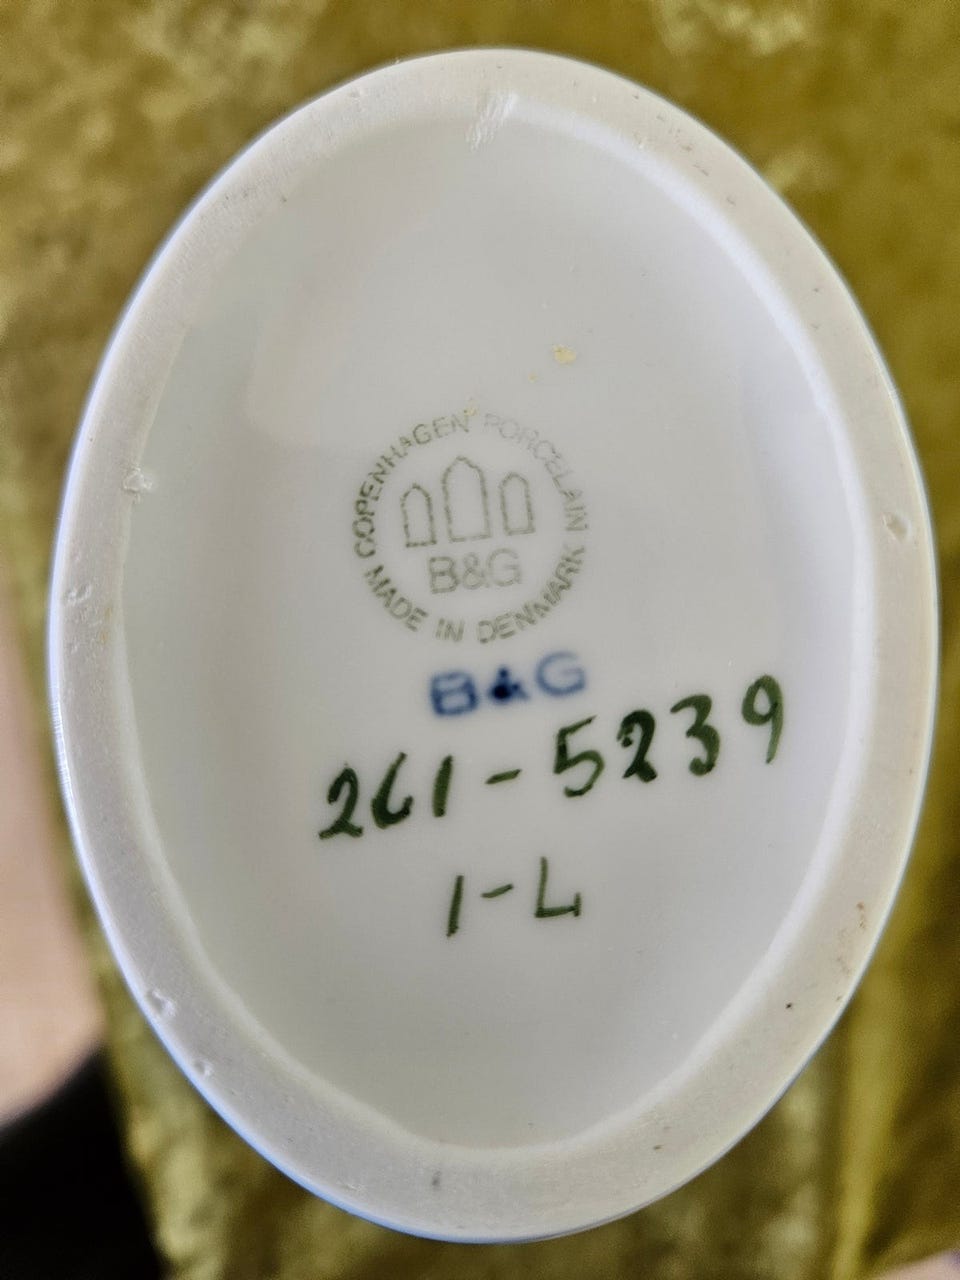 COPENHAGEN PORCELAIN
B&G
MADE IN DENMARK
B&G
261-5239
1-L